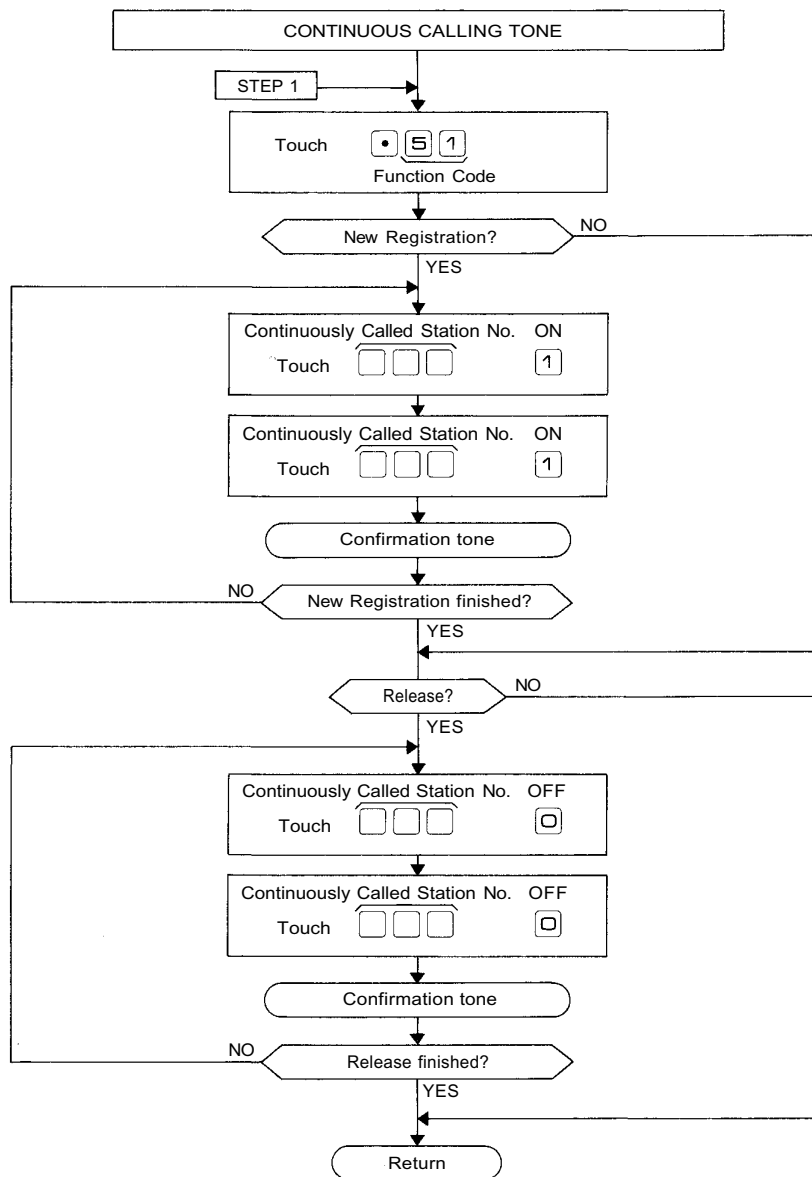 CONTINUOUS CALLING TONE
STEP 1
Touch • 5 1
Function Code
New Registration? NO
YES
Continuously Called Station No. ON
Touch 1
Continuously Called Station No. ON
Touch 1
Confirmation tone
NO New Registration finished?
YES
Release? NO
YES
Continuously Called Station No. OFF
Touch 0
Continuously Called Station No. OFF
Touch 0
Confirmation tone
NO Release finished?
YES
Return